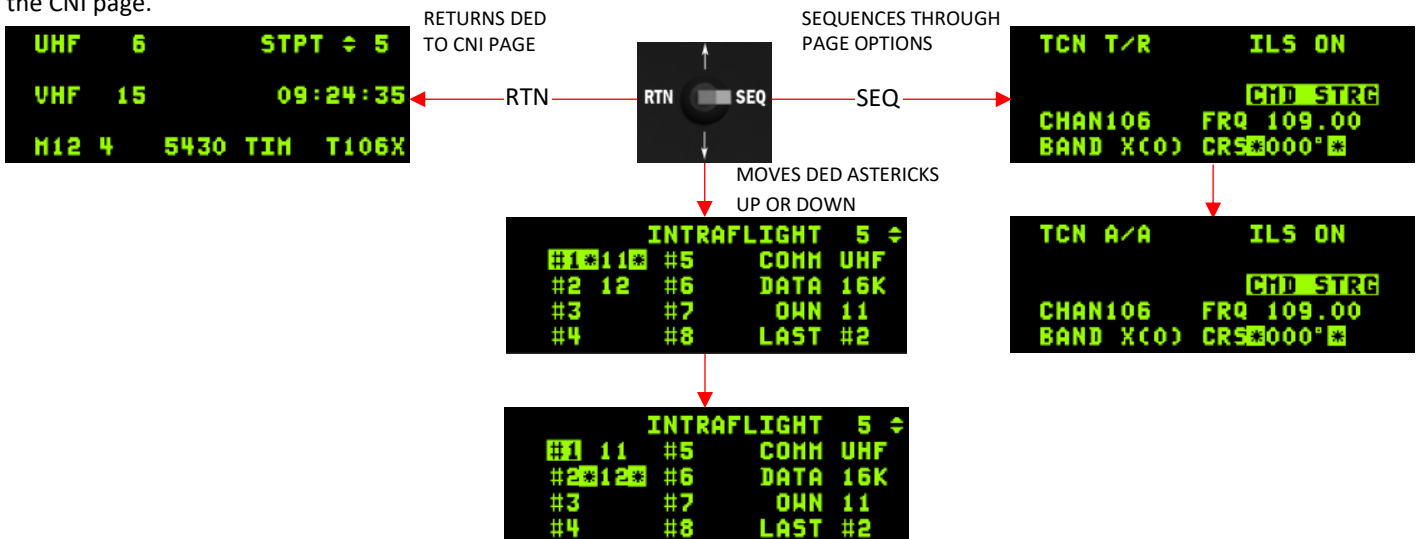 the CNI page.
RETURNS DED
TO CNI PAGE
SEQUENCES THROUGH
PAGE OPTIONS
UHF 6 STPT 5
VHF 15 09:24:35
M12 4 5430 TIM T106X
RTN
RTN SEQ
SEQ
TCN T/R ILS ON
CMD STRG
CHAN106 FRQ 109.00
BAND X(0) CRS*000°*
MOVES DED ASTERICKS
UP OR DOWN
INTRAFLIGHT 5
#1*11* #5 COMM UHF
#2 12 #6 DATA 16K
#3 #7 OWN 11
#4 #8 LAST #2
TCN A/A ILS ON
CMD STRG
CHAN106 FRQ 109.00
BAND X(0) CRS*000°*
INTRAFLIGHT 5
#1 11 #5 COMM UHF
#2*12* #6 DATA 16K
#3 #7 OWN 11
#4 #8 LAST #2